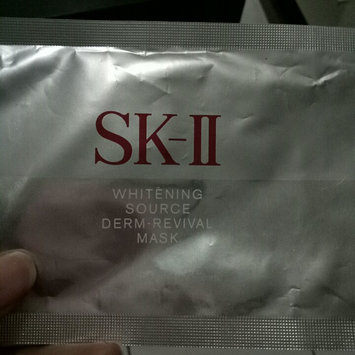 SK-II
WHITENING
SOURCE
DERM-REVIVAL
MASK